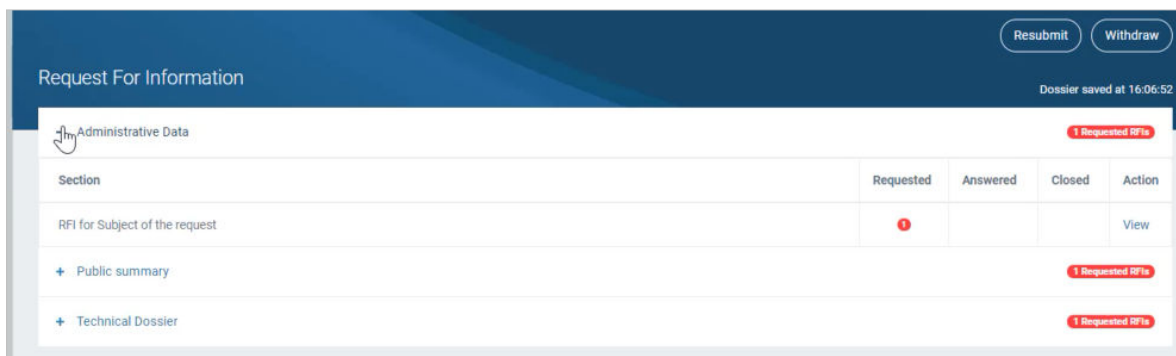 Resubmit Withdraw
Request For Information
Dossier saved at 16:06:52
Administrative Data 1 Requested RFIs
Section Requested Answered Closed Action
RFI for Subject of the request 1 View
+ Public summary 1 Requested RFIs
+ Technical Dossier 1 Requested RFIs